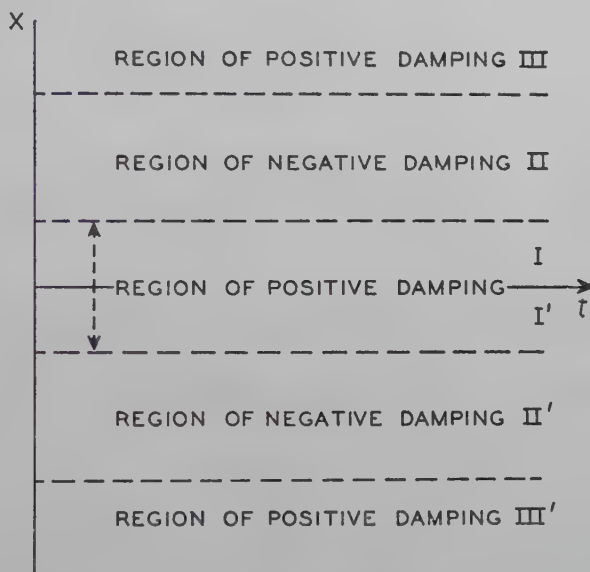 X
REGION OF POSITIVE DAMPING III
REGION OF NEGATIVE DAMPING II
I
REGION OF POSITIVE DAMPING
t
I'
REGION OF NEGATIVE DAMPING II'
REGION OF POSITIVE DAMPING III'